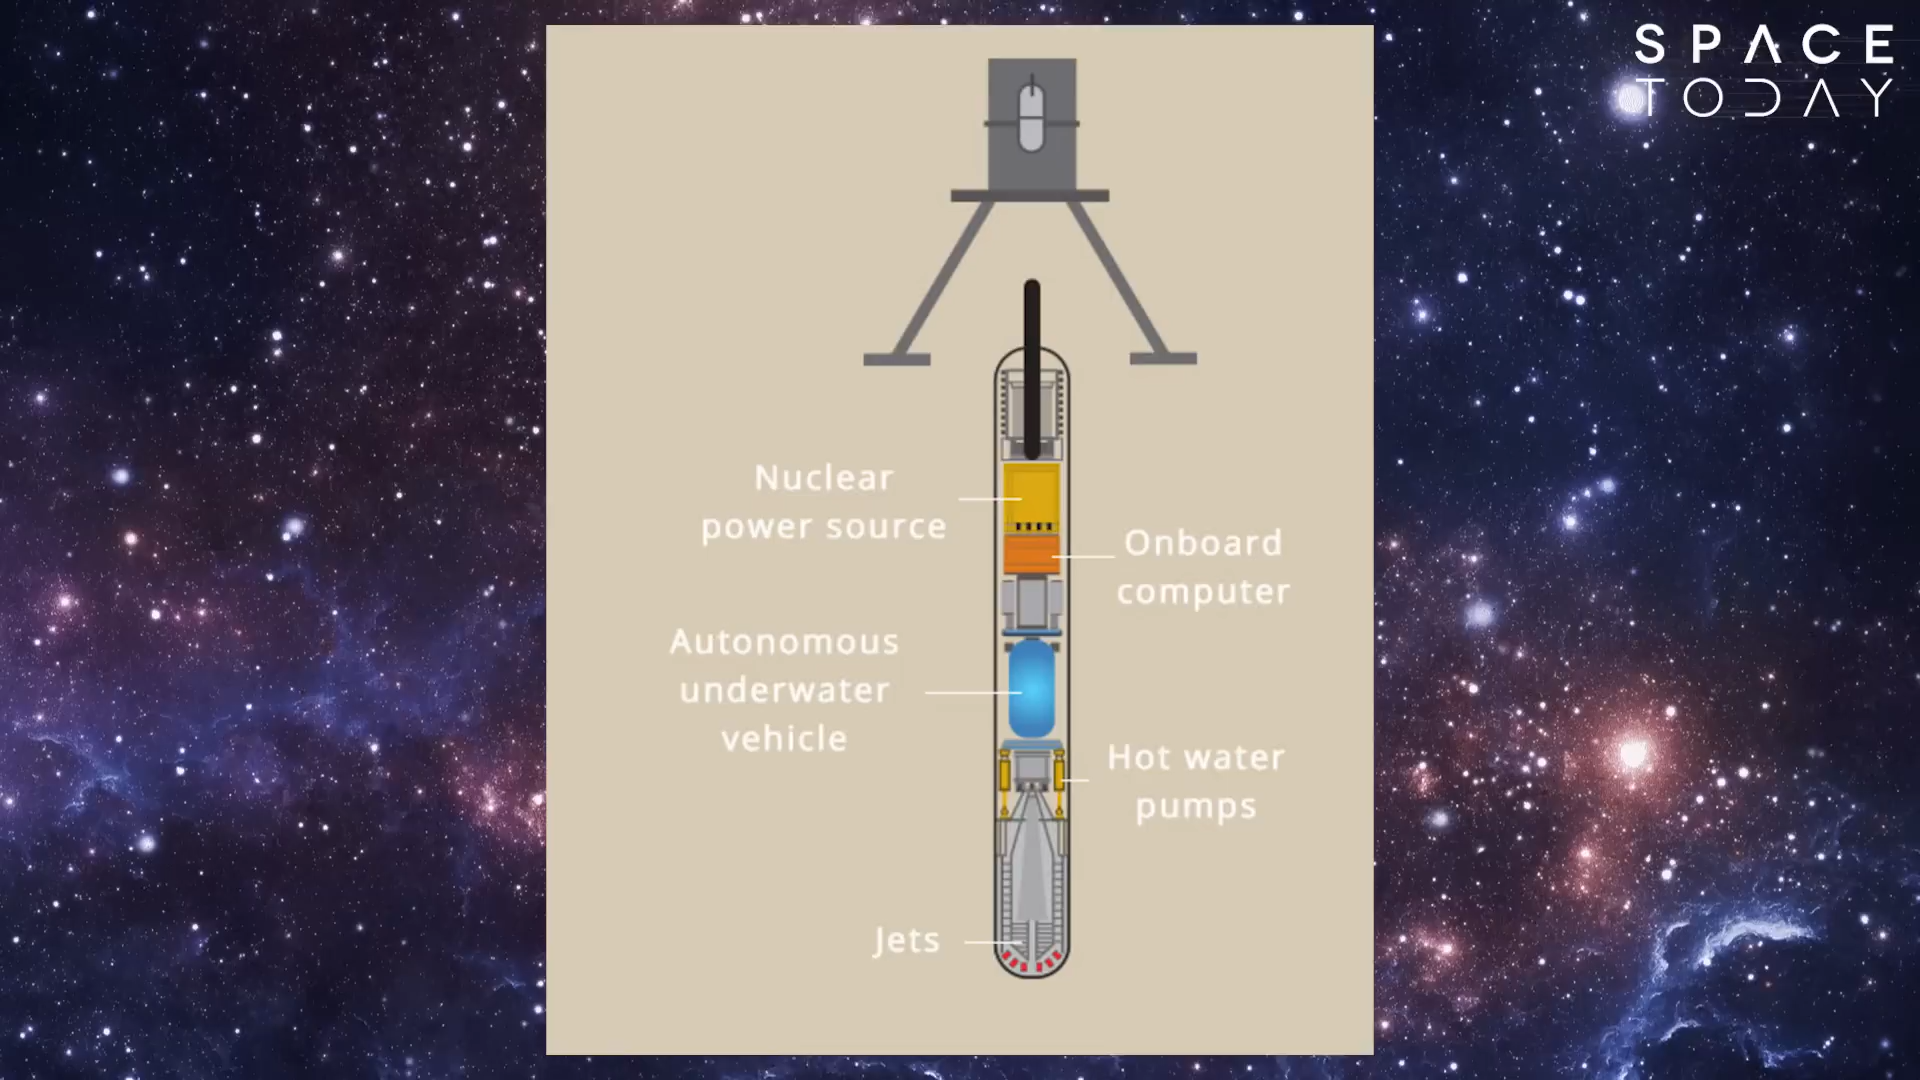 SPACE
TODAY
Nuclear
power source
Onboard
computer
Autonomous
underwater
vehicle
Hot water
pumps
Jets